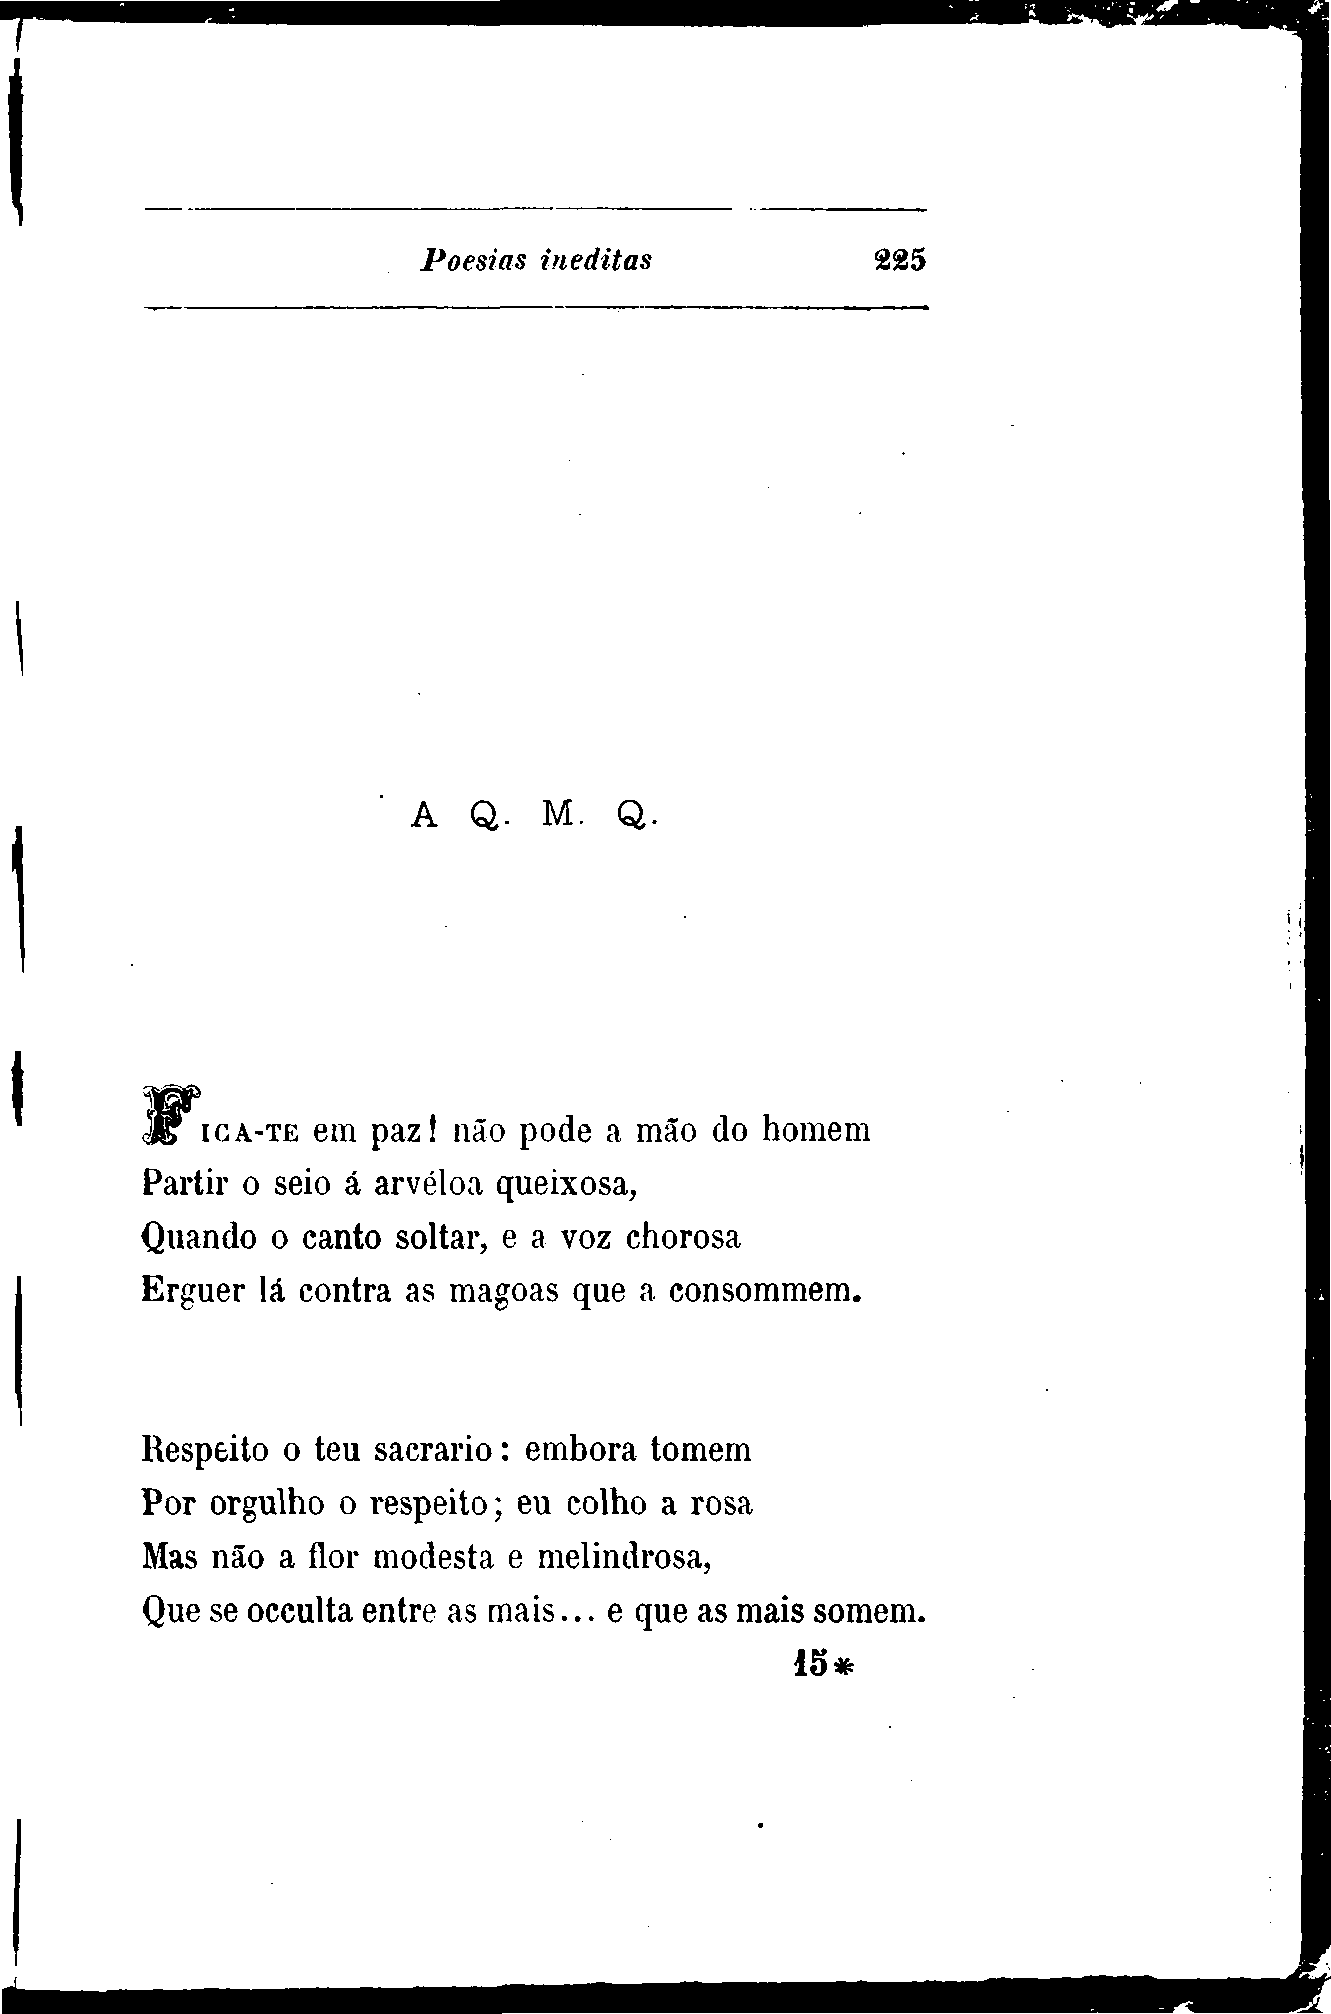 Poesias ineditas 225
A Q. M. Q.
FICA-TE em paz! não pode a mão do homem
Partir o seio á arvéloa queixosa,
Quando o canto soltar, e a voz chorosa
Erguer lá contra as magoas que a consommem.
Respeito o teu sacrario: embora tomem
Por orgulho o respeito; eu colho a rosa
Mas não a flor modesta e melindrosa,
Que se occulta entre as mais... e que as mais somem.
15*